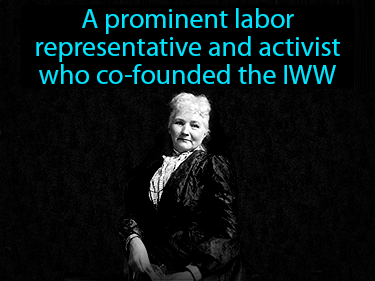 A prominent labor
representative and activist
who co-founded the IWW